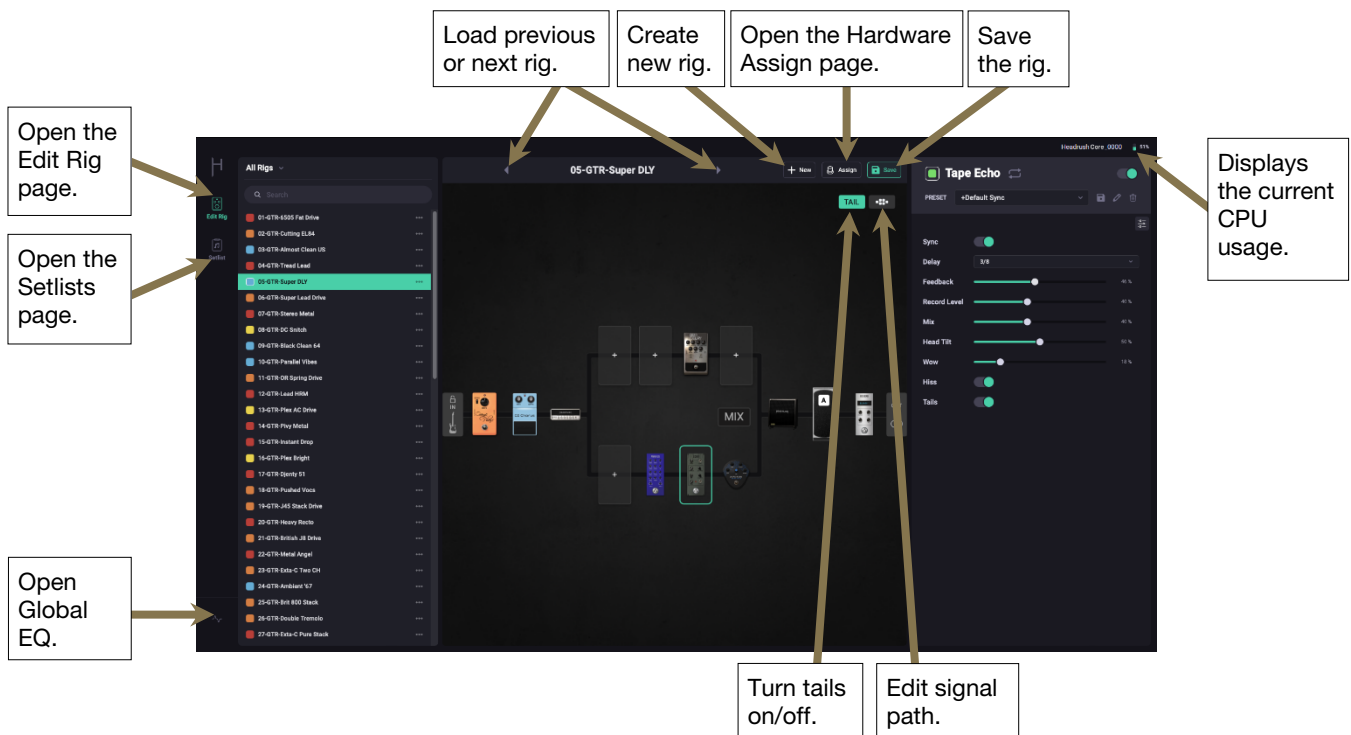 Load previous
or next rig.
Create
new rig.
Open the Hardware
Assign page.
Save
the rig.
Open the
Edit Rig
page.
Open the
Setlists
page.
Open
Global
EQ.
Displays
the current
CPU
usage.
Turn tails
on/off.
Edit signal
path.
Headrush Core_0000
H
Edit Rig
Setlist
All Rigs
Search
01-GTR-6505 Fat Drive
02-GTR-Cutting EL84
03-GTR-Almost Clean US
04-GTR-Tread Lead
05-GTR-Super DLY
06-GTR-Super Lead Drive
07-GTR-Stereo Metal
08-GTR-DC Snitch
09-GTR-Black Clean 64
10-GTR-Parallel Vibes
11-GTR-OR Spring Drive
12-GTR-Lead HRM
13-GTR-Plex AC Drive
14-GTR-Pivy Metal
15-GTR-Instant Drop
16-GTR-Plex Bright
17-GTR-Djenty 51
18-GTR-Pushed Vocs
19-GTR-J45 Stack Drive
20-GTR-Heavy Recto
21-GTR-British J8 Drive
22-GTR-Metal Angel
23-GTR-Exta-C Two CH
24-GTR-Ambient '67
25-GTR-Brit 800 Stack
26-GTR-Double Tremolo
27-GTR-Exta-C Pure Stack
05-GTR-Super DLY
+ New
Assign
Save
TAIL
IN
MIX
A
Tape Echo
PRESET
+Default Sync
Sync
Delay
3/8
Feedback
Record Level
Mix
Head Tilt
Wow
Hiss
Tails